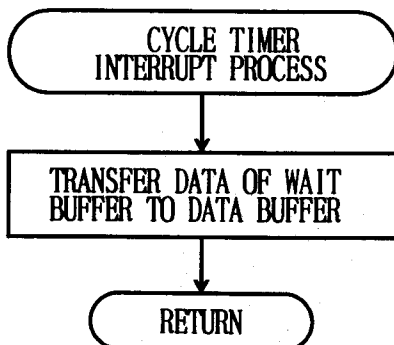 CYCLE TIMER
INTERRUPT PROCESS
TRANSFER DATA OF WAIT
BUFFER TO DATA BUFFER
RETURN